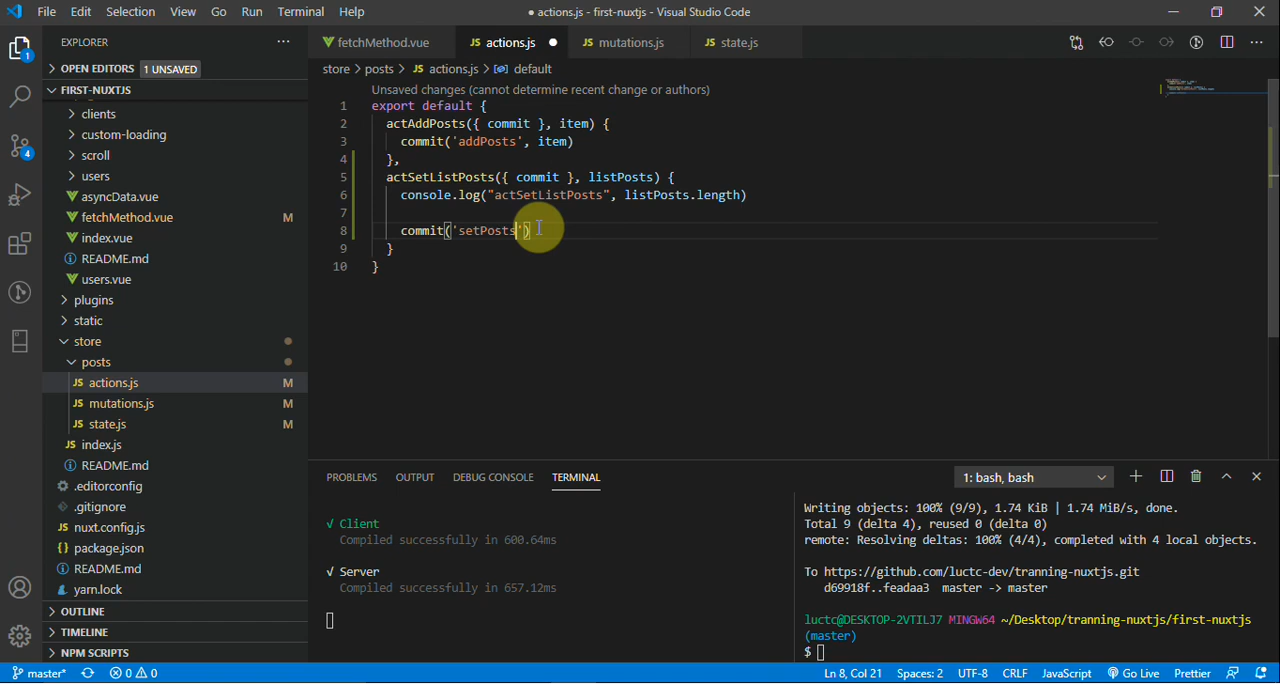 File Edit Selection View Go Run Terminal Help
● actions.js - first-nuxtjs - Visual Studio Code
EXPLORER
fetchMethod.vue
JS actions.js ●
JS mutations.js
JS state.js
OPEN EDITORS 1 UNSAVED
store > posts > JS actions.js > default
FIRST-NUXTJS
clients
custom-loading
scroll
users
asyncData.vue
fetchMethod.vue M
index.vue
README.md
users.vue
plugins
static
store
posts
JS actions.js M
JS mutations.js M
JS state.js M
JS index.js
README.md
.editorconfig
.gitignore
JS nuxt.config.js
{} package.json
README.md
yarn.lock
OUTLINE
TIMELINE
NPM SCRIPTS
1
4
Unsaved changes (cannot determine recent change or authors)
1 export default {
2 actAddPosts({ commit }, item) {
3 commit('addPosts', item)
4 },
5 actSetListPosts({ commit }, listPosts) {
6 console.log("actSetListPosts", listPosts.length)
7
8 commit('setPosts')
9 }
10 }
PROBLEMS OUTPUT DEBUG CONSOLE TERMINAL
1: bash, bash
√ Client
Compiled successfully in 600.64ms
√ Server
Compiled successfully in 657.12ms
Writing objects: 100% (9/9), 1.74 KiB | 1.74 MiB/s, done.
Total 9 (delta 4), reused 0 (delta 0)
remote: Resolving deltas: 100% (4/4), completed with 4 local objects.
To https://github.com/luctc-dev/tranning-nuxtjs.git
d69918f..feadaa3 master -> master
luctc@DESKTOP-2VTILJ7 MINGW64 ~/Desktop/tranning-nuxtjs/first-nuxtjs
(master)
$
master* 0 0
Ln 8, Col 21 Spaces: 2 UTF-8 CRLF JavaScript Go Live Prettier